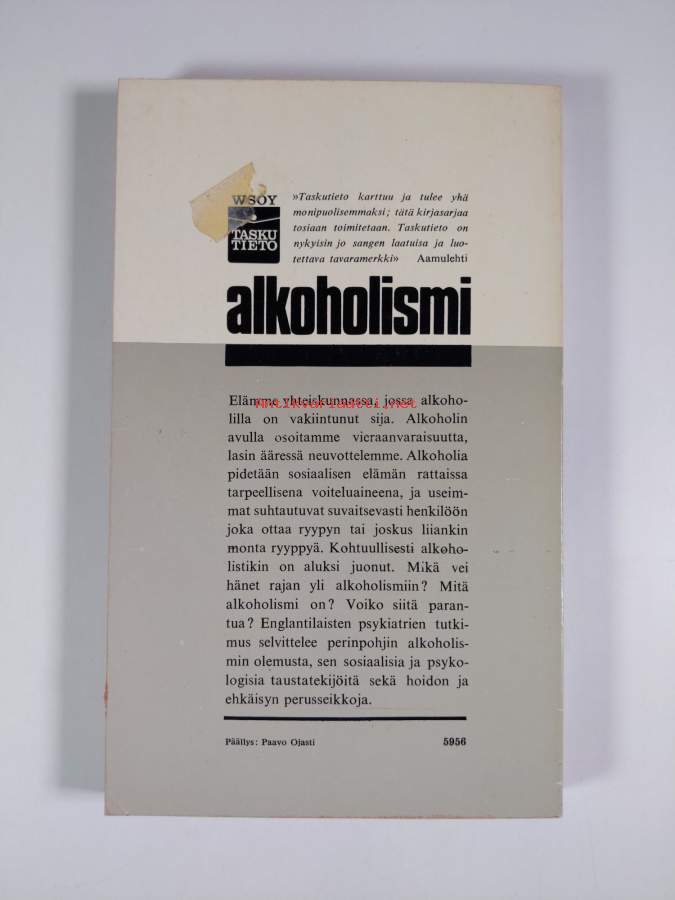 WSOY
TASKU
TIETO
»Taskutieto karttuu ja tulee yhä
monipuolisemmaksi; tätä kirjasarjaa
tosiaan toimitetaan. Taskutieto on
nykyisin jo sangen laatuisa ja luo-
tettava tavaramerkki» Aamulehti
alkoholismi
Elämme yhteiskunnassa, jossa alkoho-
Antikvariaatti.net
lilla on vakiintunut sija. Alkoholin
avulla osoitamme vieraanvaraisuutta,
lasin ääressä neuvottelemme. Alkoholia
pidetään sosiaalisen elämän rattaissa
tarpeellisena voiteluaineena, ja useim-
mat suhtautuvat suvaitsevasti henkilöön
joka ottaa ryypyn tai joskus liiankin
monta ryyppyä. Kohtuullisesti alkoho-
listikin on aluksi juonut. Mikä vei
hänet rajan yli alkoholismiin? Mitä
alkoholismi on? Voiko siitä paran-
tua? Englantilaisten psykiatrien tutki-
mus selvittelee perinpohjin alkoholis-
min olemusta, sen sosiaalisia ja psyko-
logisia taustatekijöitä sekä hoidon ja
ehkäisyn perusseikkoja.
Päällys: Paavo Ojasti 5956